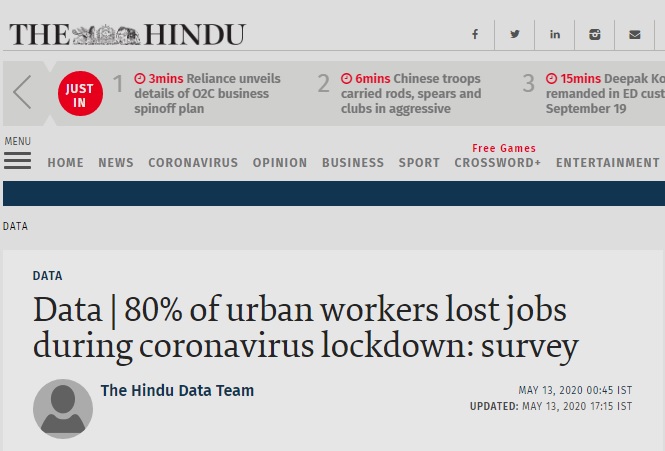 THE HINDU
JUST IN
1 3mins Reliance unveils
details of O2C business
spinoff plan
2 6mins Chinese troops
carried rods, spears and
clubs in aggressive
3 15mins Deepak Ko
remanded in ED cust
September 19
MENU
Free Games
HOME NEWS CORONAVIRUS OPINION BUSINESS SPORT CROSSWORD+ ENTERTAINMENT
DATA
DATA
Data | 80% of urban workers lost jobs
during coronavirus lockdown: survey
The Hindu Data Team
MAY 13, 2020 00:45 IST
UPDATED: MAY 13, 2020 17:15 IST